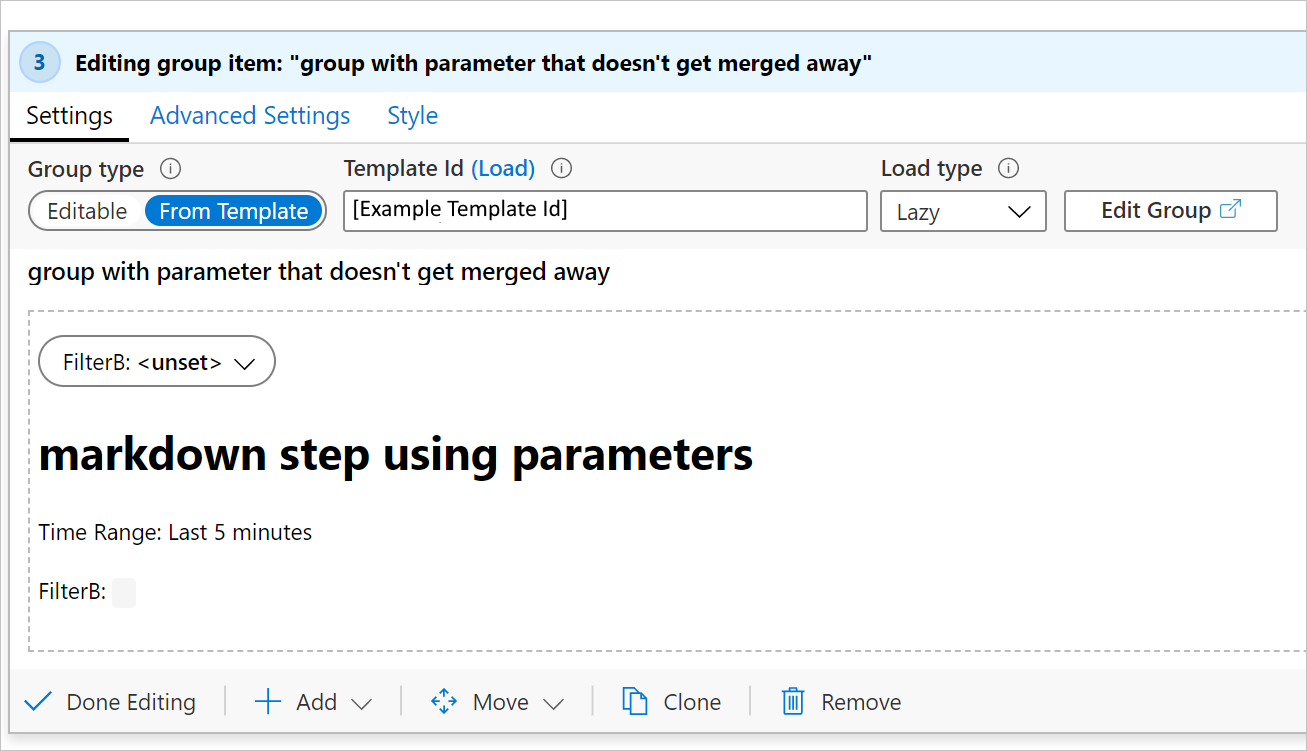 3 Editing group item: "group with parameter that doesn't get merged away"
Settings Advanced Settings Style
Group type Template Id (Load) Load type
Editable From Template [Example Template Id] Lazy Edit Group
group with parameter that doesn't get merged away
FilterB: <unset>
markdown step using parameters
Time Range: Last 5 minutes
FilterB:
Done Editing Add Move Clone Remove